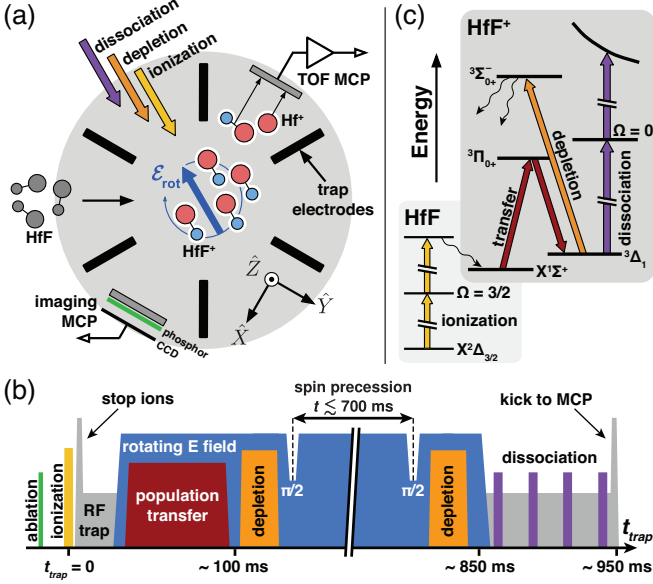 (a)
dissociation
depletion
ionization
TOF MCP
Hf⁺
ℰrot
trap
electrodes
HfF
HfF⁺
Ẑ
Ŷ
X̂
imaging
MCP
phosphor
CCD
(c)
HfF⁺
Energy
³Σ⁻₀₊
Ω = 0
³Π₀₊
transfer
depletion
dissociation
³Δ₁
X¹Σ⁺
HfF
Ω = 3/2
ionization
X²Δ₃/₂
(b)
stop ions
spin precession
t ≲ 700 ms
kick to MCP
rotating E field
dissociation
ablation
ionization
RF
trap
population
transfer
depletion
π/2
π/2
depletion
t_trap
t_trap = 0
~ 100 ms
~ 850 ms
~ 950 ms